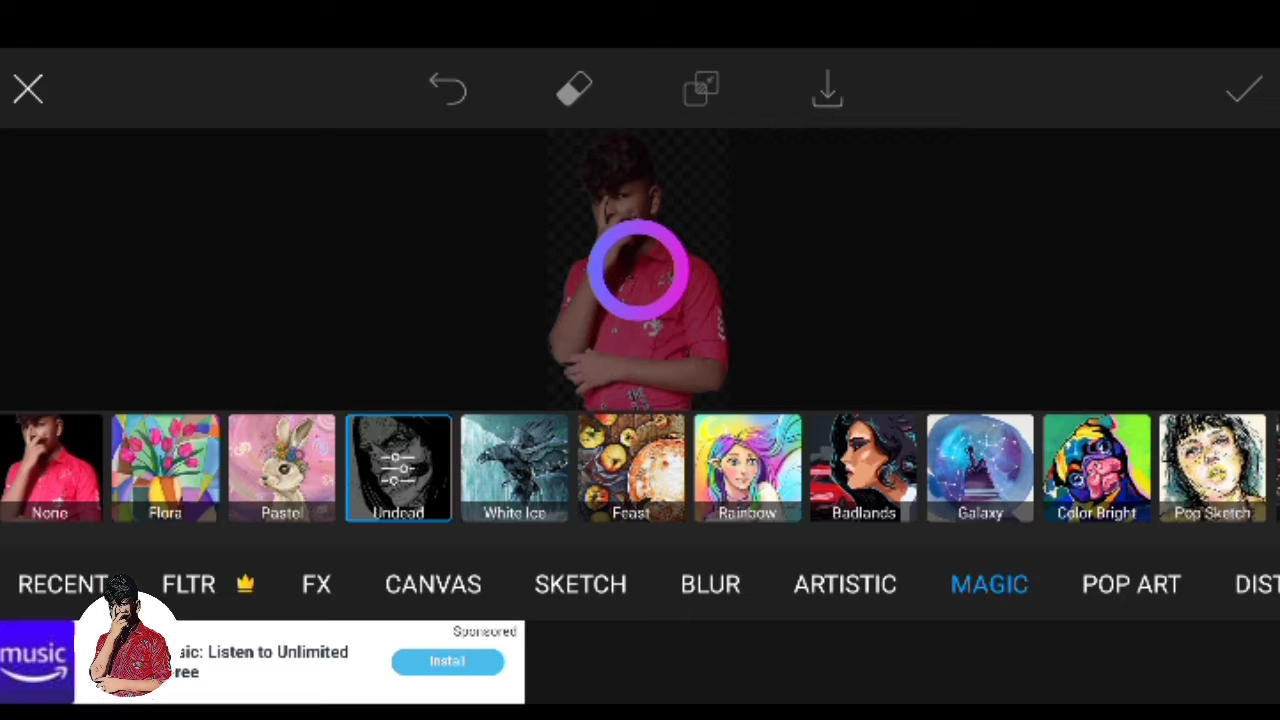 None
Flora
Pastel
Undead
White Ice
Feast
Rainbow
Badlands
Galaxy
Color Bright
Pop Sketch
RECENT FLTR FX CANVAS SKETCH BLUR ARTISTIC MAGIC POP ART DIST
Sponsored
music
sic: Listen to Unlimited
ree
Install